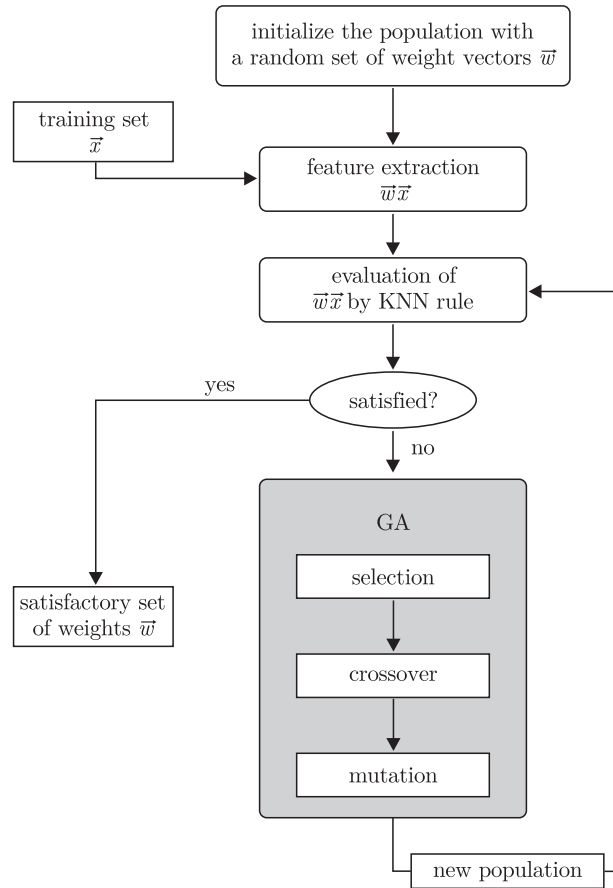 initialize the population with
a random set of weight vectors w⃗
training set
x⃗
feature extraction
w⃗x⃗
evaluation of
w⃗x⃗ by KNN rule
yes
satisfied?
no
GA
selection
satisfactory set
of weights w⃗
crossover
mutation
new population